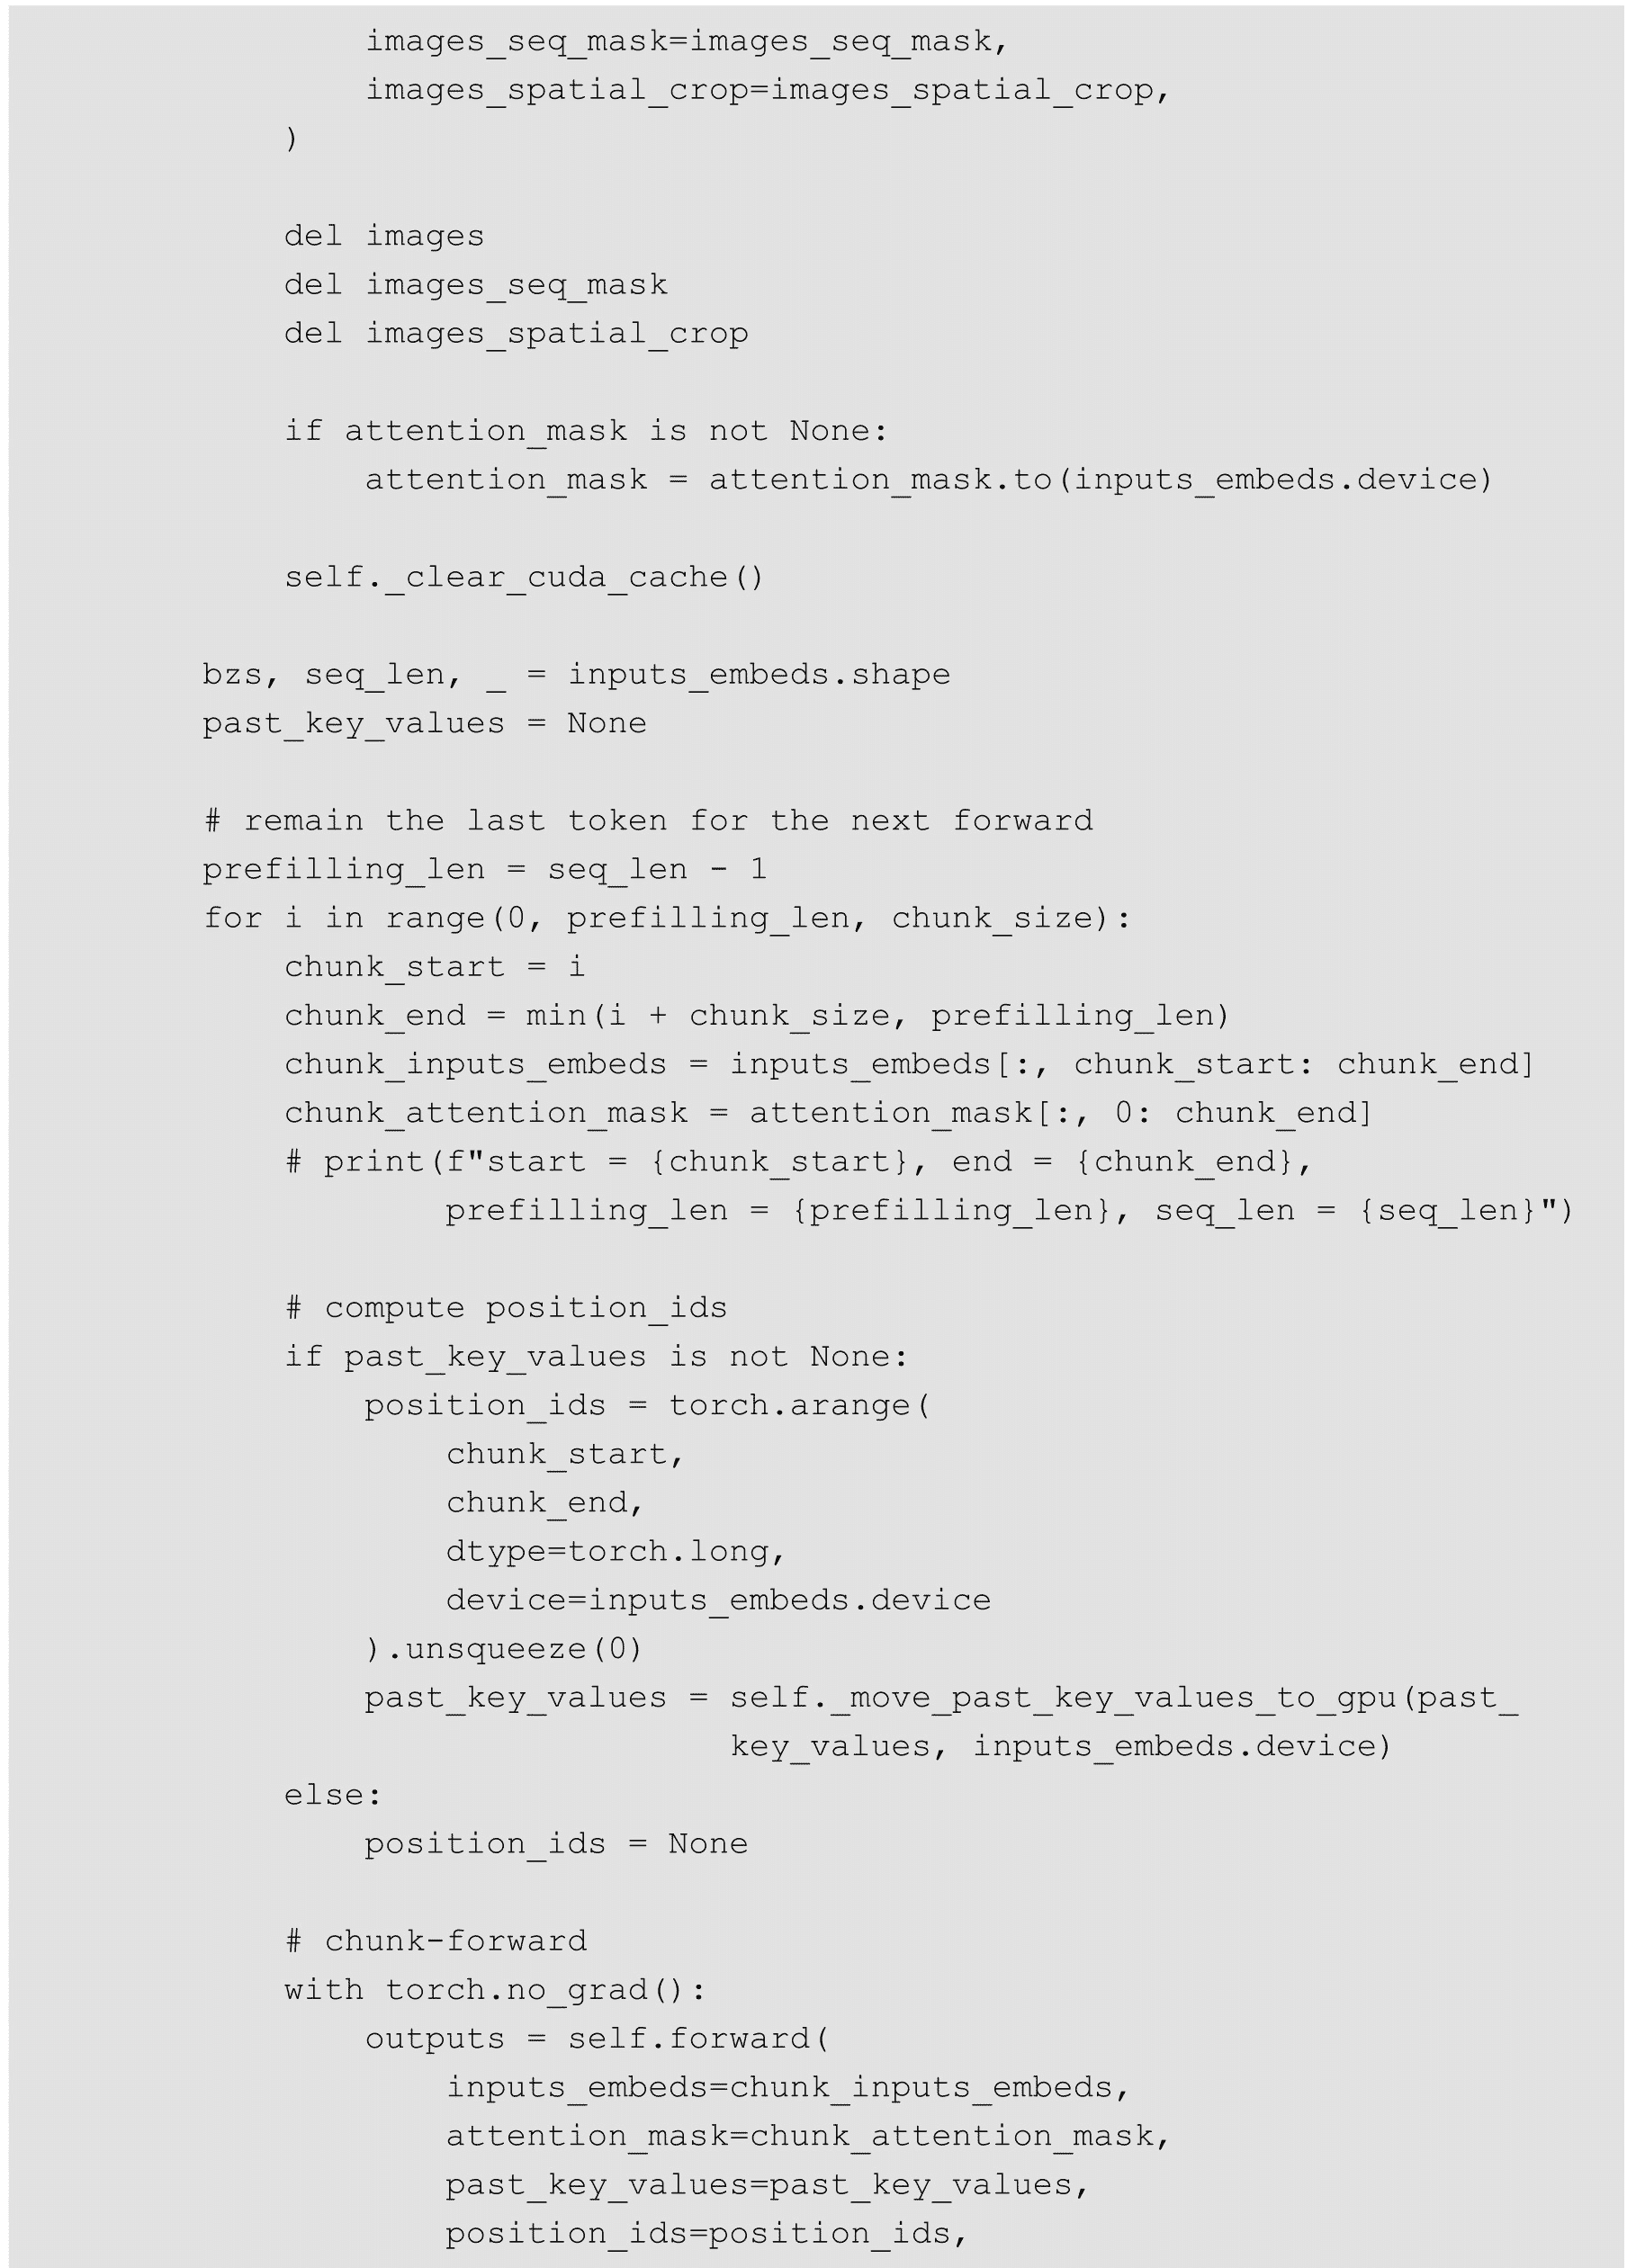 images_seq_mask=images_seq_mask,
images_spatial_crop=images_spatial_crop,
)
del images
del images_seq_mask
del images_spatial_crop
if attention_mask is not None:
attention_mask = attention_mask.to(inputs_embeds.device)
self._clear_cuda_cache()
bzs, seq_len, _ = inputs_embeds.shape
past_key_values = None
# remain the last token for the next forward
prefilling_len = seq_len - 1
for i in range(0, prefilling_len, chunk_size):
chunk_start = i
chunk_end = min(i + chunk_size, prefilling_len)
chunk_inputs_embeds = inputs_embeds[:, chunk_start: chunk_end]
chunk_attention_mask = attention_mask[:, 0: chunk_end]
# print(f"start = {chunk_start}, end = {chunk_end},
prefilling_len = {prefilling_len}, seq_len = {seq_len}")
# compute position_ids
if past_key_values is not None:
position_ids = torch.arange(
chunk_start,
chunk_end,
dtype=torch.long,
device=inputs_embeds.device
).unsqueeze(0)
past_key_values = self._move_past_key_values_to_gpu(past_
key_values, inputs_embeds.device)
else:
position_ids = None
# chunk-forward
with torch.no_grad():
outputs = self.forward(
inputs_embeds=chunk_inputs_embeds,
attention_mask=chunk_attention_mask,
past_key_values=past_key_values,
position_ids=position_ids,